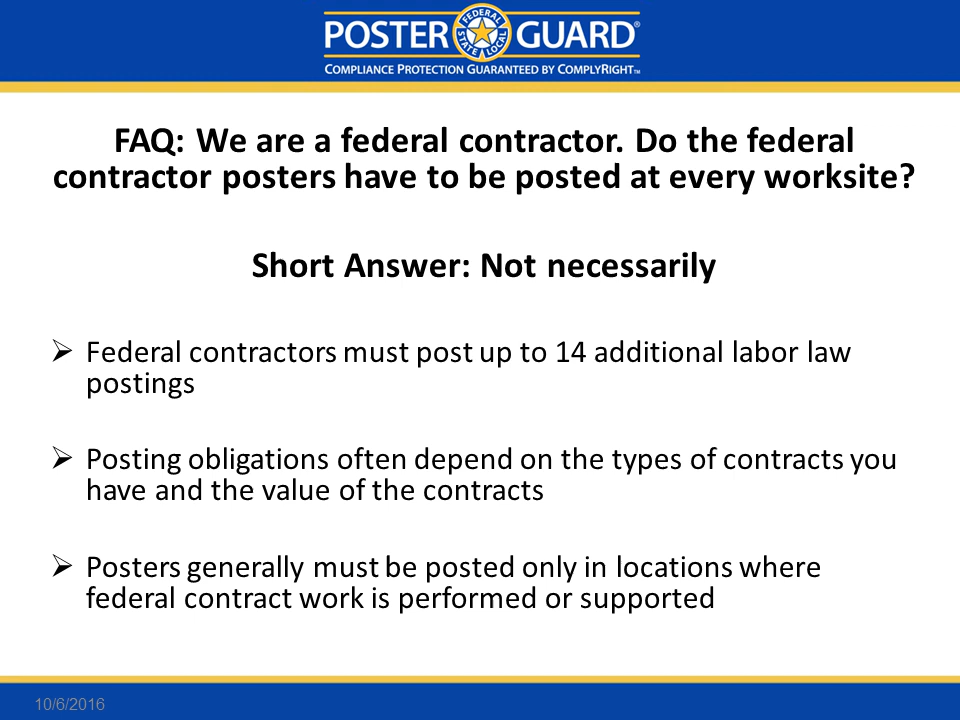 POSTER GUARD®
FEDERAL STATE LOCAL
COMPLIANCE PROTECTION GUARANTEED BY COMPLYRIGHT™
FAQ: We are a federal contractor. Do the federal
contractor posters have to be posted at every worksite?
Short Answer: Not necessarily
➢ Federal contractors must post up to 14 additional labor law
postings
➢ Posting obligations often depend on the types of contracts you
have and the value of the contracts
➢ Posters generally must be posted only in locations where
federal contract work is performed or supported
10/6/2016